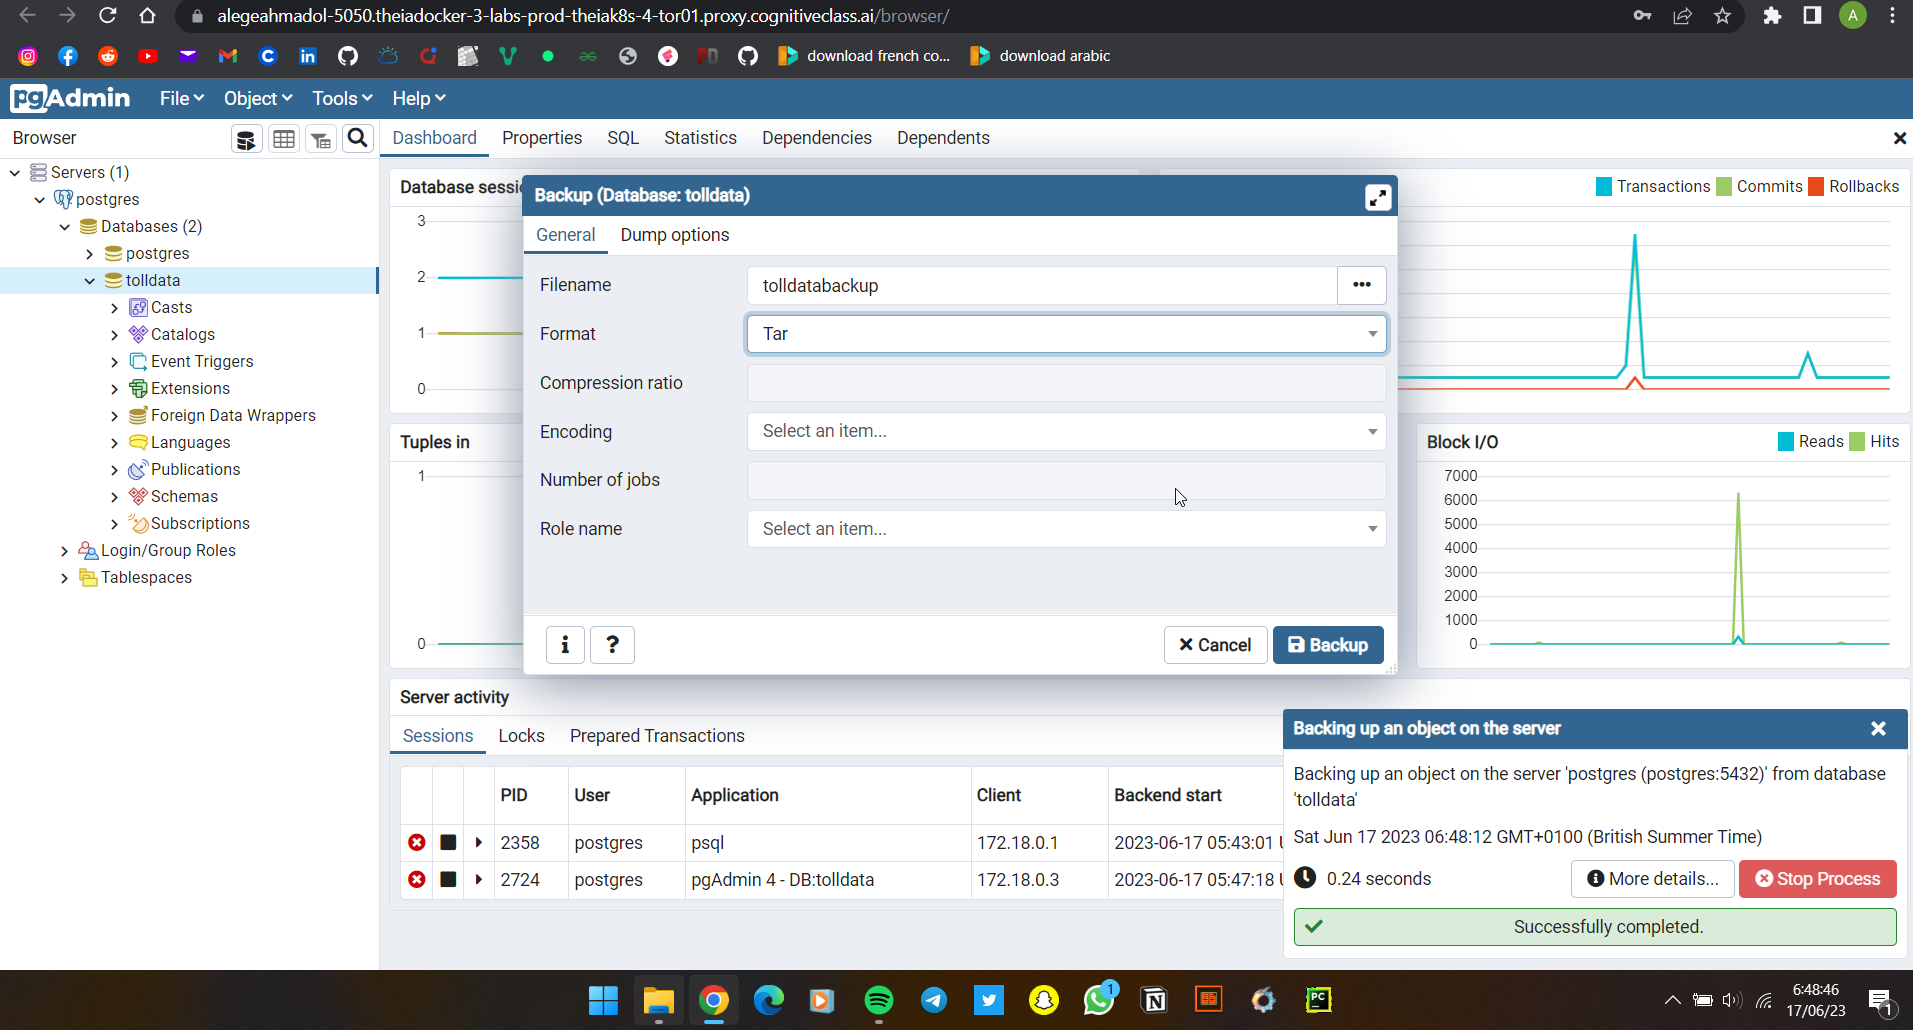 alegeahmadol-5050.theiadocker-3-labs-prod-theiak8s-4-tor01.proxy.cognitiveclass.ai/browser/
A
download french co...
download arabic
pgAdmin
File
Object
Tools
Help
Browser
Dashboard
Properties
SQL
Statistics
Dependencies
Dependents
Servers (1)
postgres
Databases (2)
postgres
tolldata
Casts
Catalogs
Event Triggers
Extensions
Foreign Data Wrappers
Languages
Publications
Schemas
Subscriptions
Login/Group Roles
Tablespaces
Database sessi
3
2
1
0
Transactions
Commits
Rollbacks
Tuples in
1
0
Block I/O
Reads
Hits
7000
6000
5000
4000
3000
2000
1000
0
Backup (Database: tolldata)
General
Dump options
Filename
tolldatabackup
Format
Tar
Compression ratio
Encoding
Select an item...
Number of jobs
Role name
Select an item...
i
?
Cancel
Backup
Server activity
Sessions
Locks
Prepared Transactions
PID User Application Client Backend start
2358 postgres psql 172.18.0.1 2023-06-17 05:43:01 U
2724 postgres pgAdmin 4 - DB:tolldata 172.18.0.3 2023-06-17 05:47:18 U
Backing up an object on the server
Backing up an object on the server 'postgres (postgres:5432)' from database
'tolldata'
Sat Jun 17 2023 06:48:12 GMT+0100 (British Summer Time)
0.24 seconds
More details...
Stop Process
Successfully completed.
1
PC
6:48:46
17/06/23
1